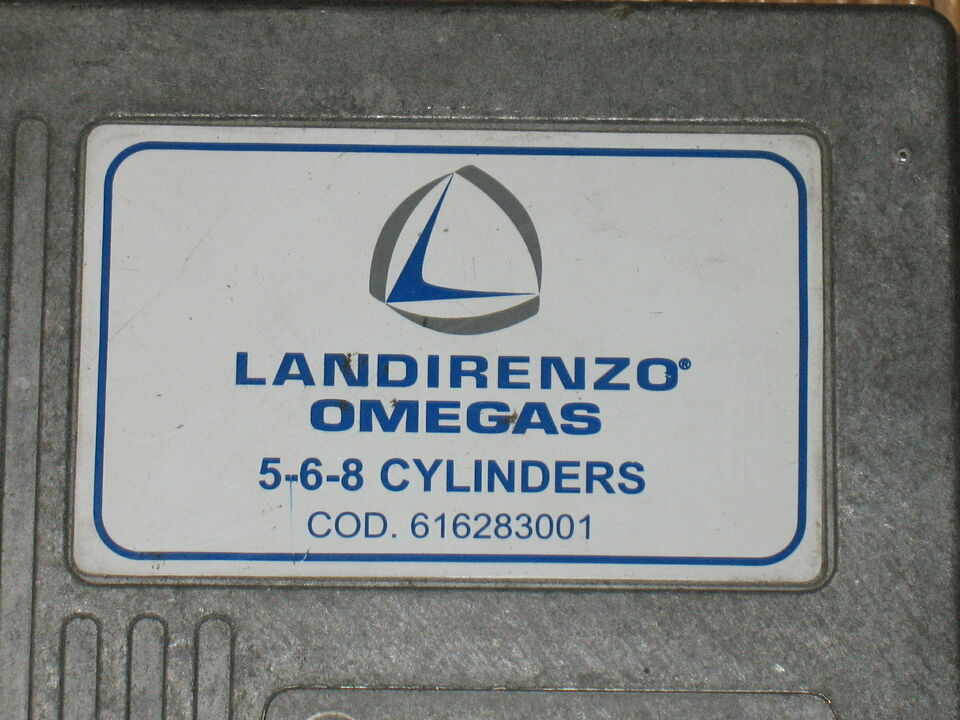 LANDIRENZO®
OMEGAS
5-6-8 CYLINDERS
COD. 616283001